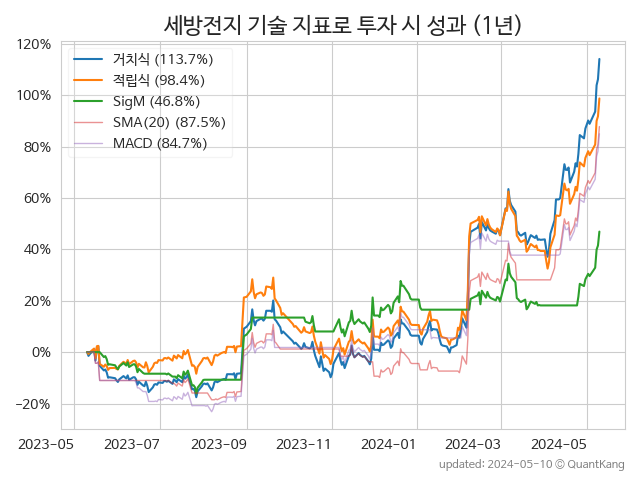 세방전지 기술 지표로 투자 시 성과 (1년)
120%
100%
80%
60%
40%
20%
0%
−20%
거치식 (113.7%)
적립식 (98.4%)
SigM (46.8%)
SMA(20) (87.5%)
MACD (84.7%)
2023-05
2023-07
2023-09
2023-11
2024-01
2024-03
2024-05
updated: 2024-05-10 © QuantKang